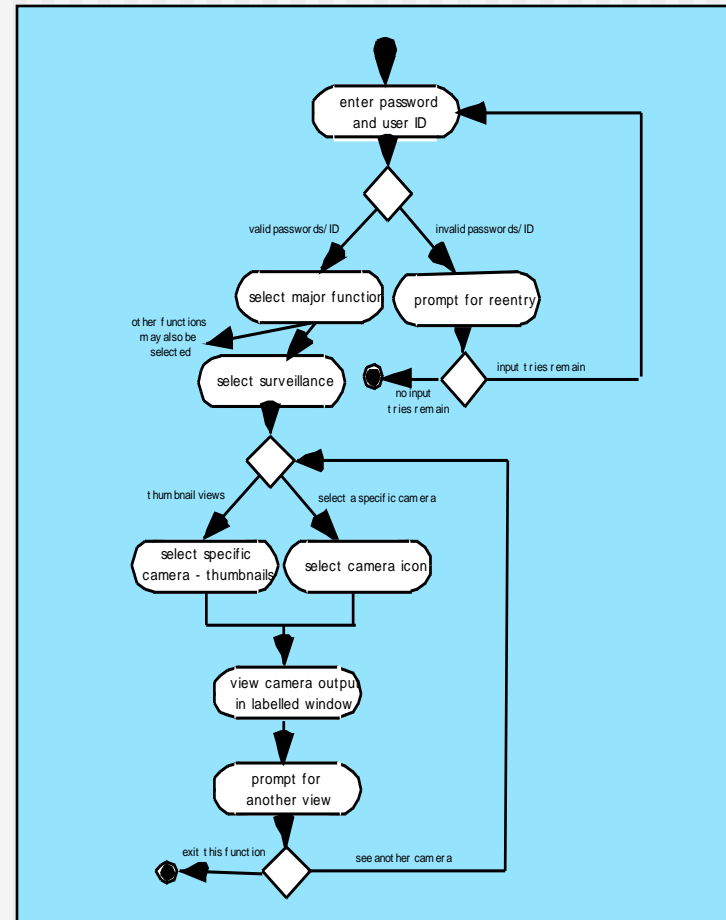 enter password
and user ID
valid passwords/ID
invalid passwords/ID
select major function
prompt for reentry
other functions
may also be
selected
input tries remain
select surveillance
no input
tries remain
thumbnail views
select a specific camera
select specific
camera - thumbnails
select camera icon
view camera output
in labelled window
prompt for
another view
exit this function
see another camera